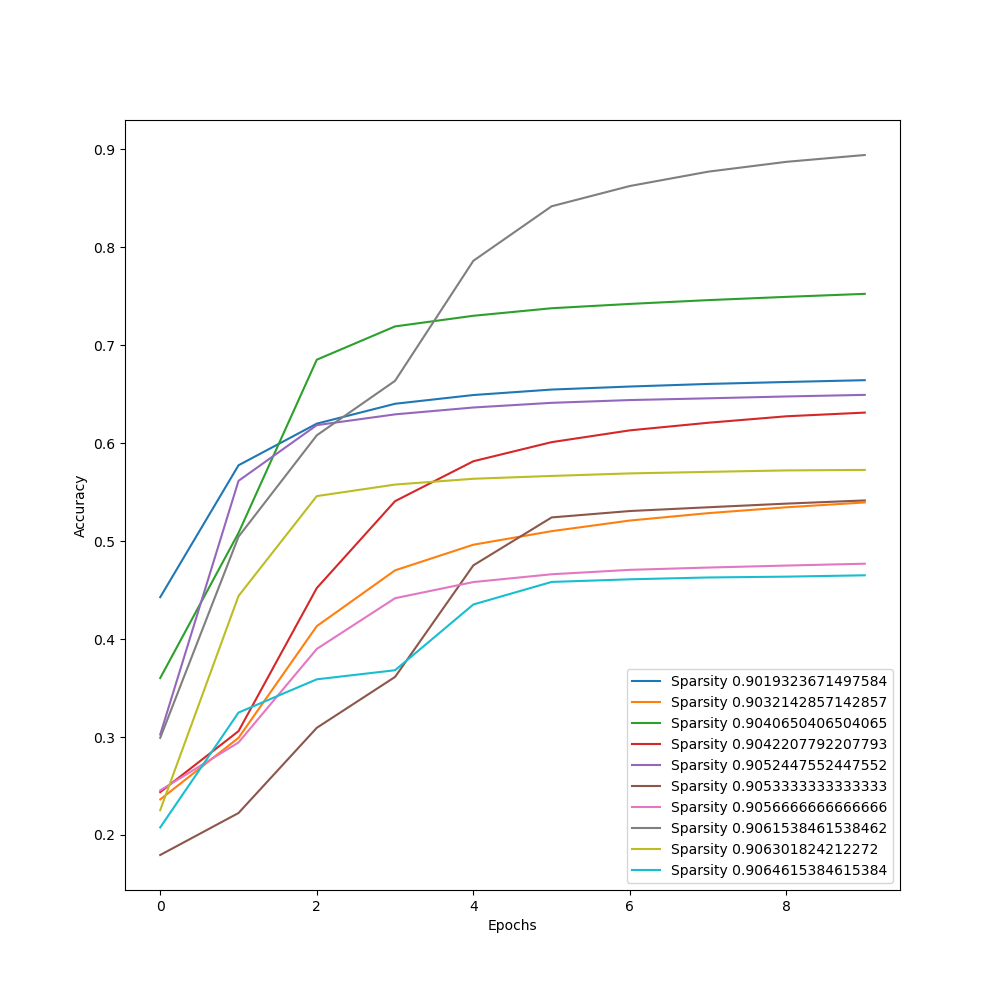 0.9
0.8
0.7
0.6
0.5
0.4
0.3
0.2
Accuracy
0 2 4 6 8
Epochs
Sparsity 0.9019323671497584
Sparsity 0.9032142857142857
Sparsity 0.9040650406504065
Sparsity 0.9042207792207793
Sparsity 0.9052447552447552
Sparsity 0.9053333333333333
Sparsity 0.9056666666666666
Sparsity 0.9061538461538462
Sparsity 0.906301824212272
Sparsity 0.9064615384615384